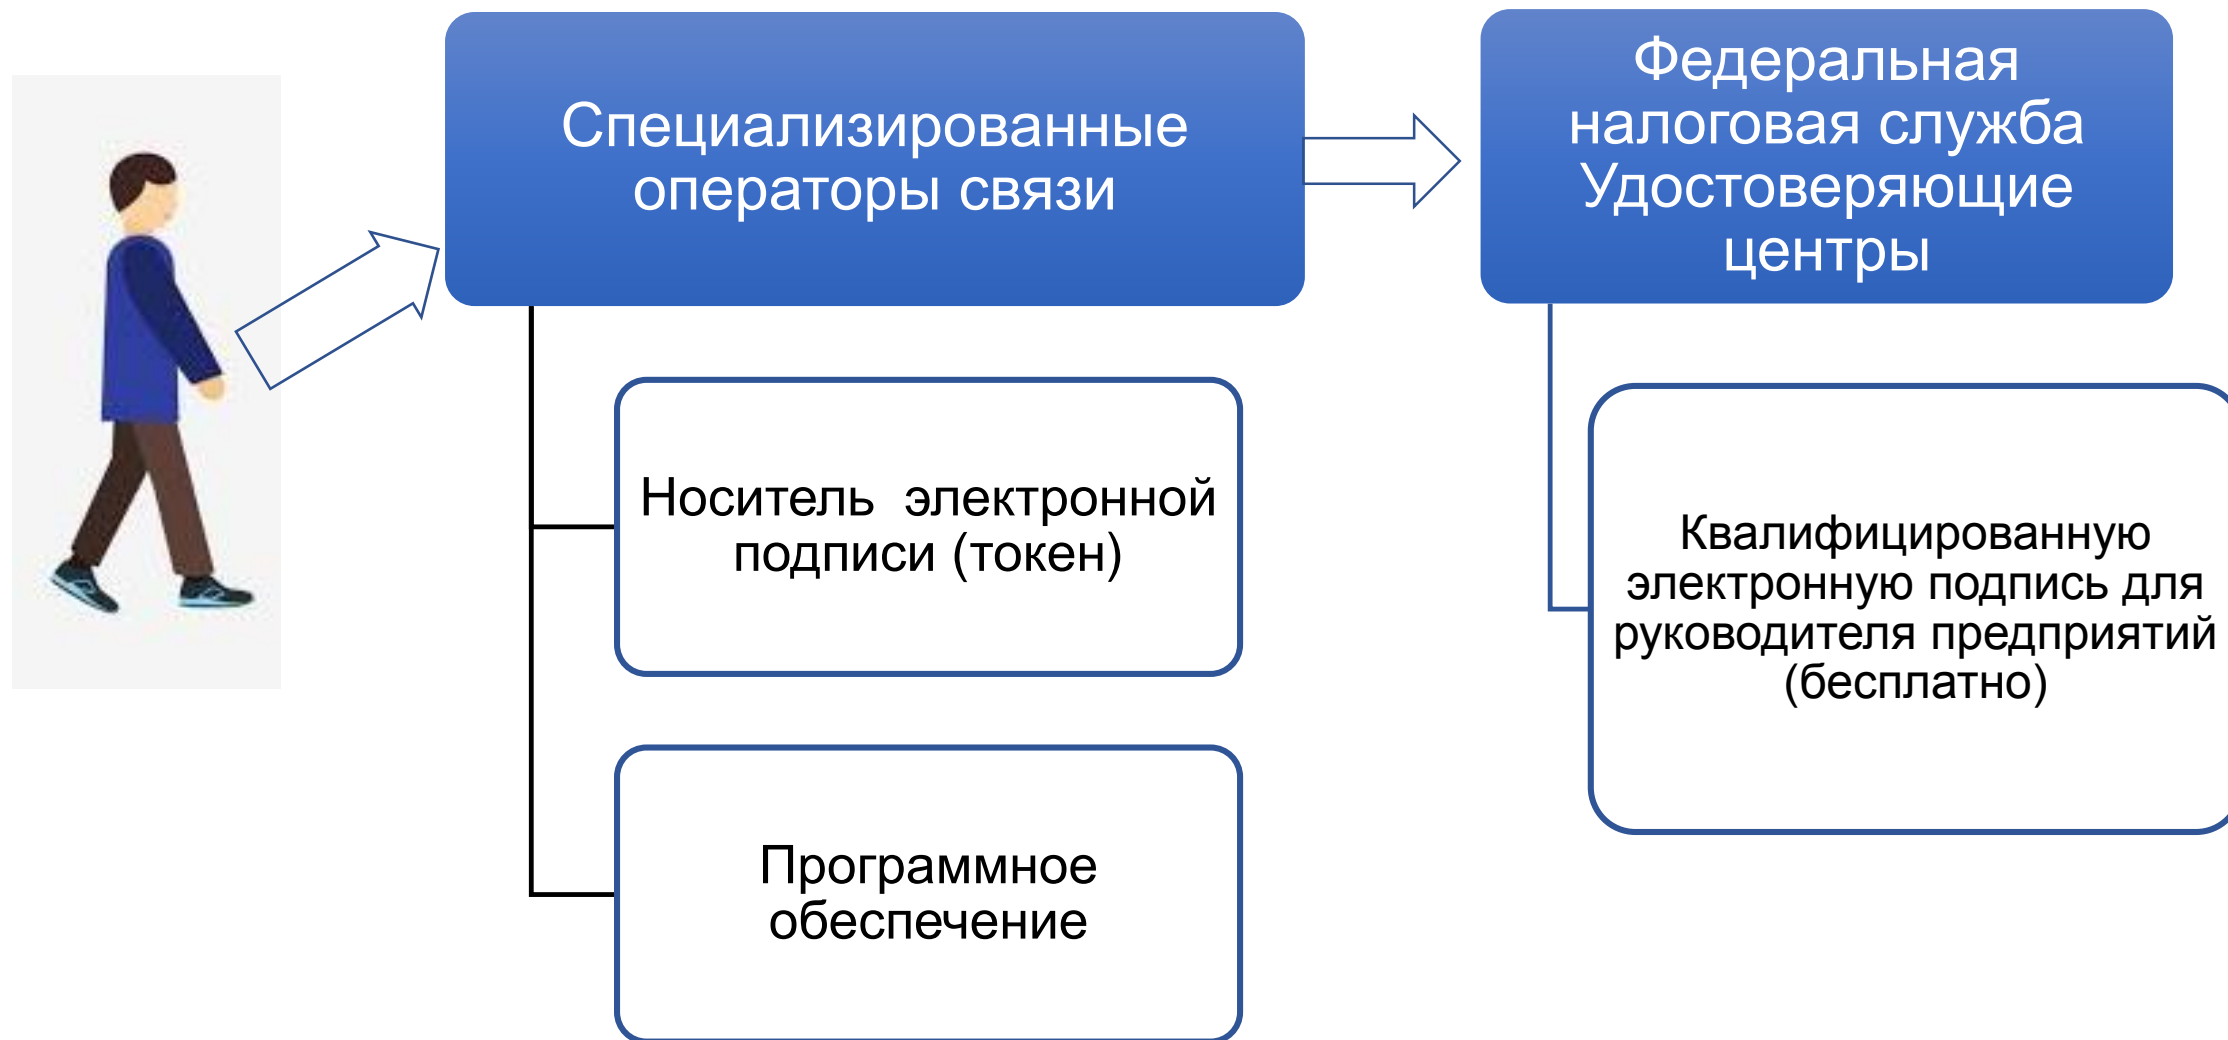 Специализированные
операторы связи
Федеральная
налоговая служба
Удостоверяющие
центры
Носитель  электронной
подписи (токен)
Программное
обеспечение
Квалифицированную
электронную подпись для
руководителя предприятий
(бесплатно)